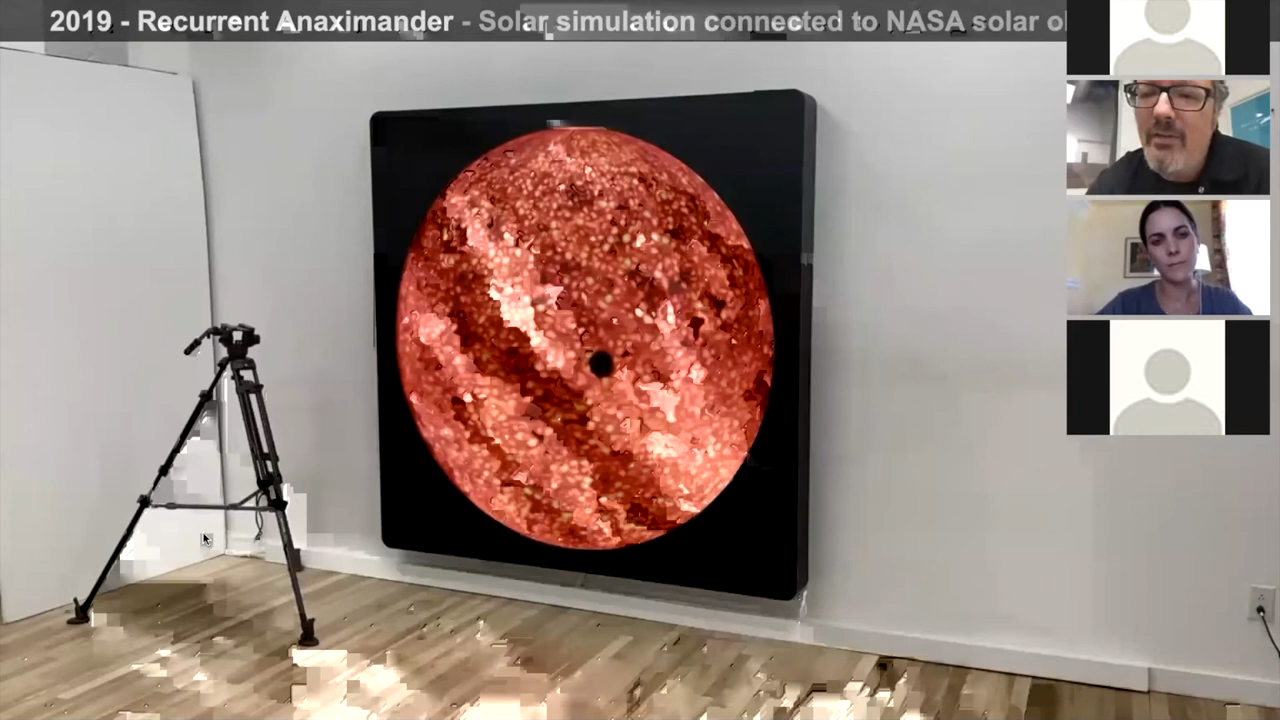 2019 - Recurrent Anaximander - Solar simulation connected to NASA solar